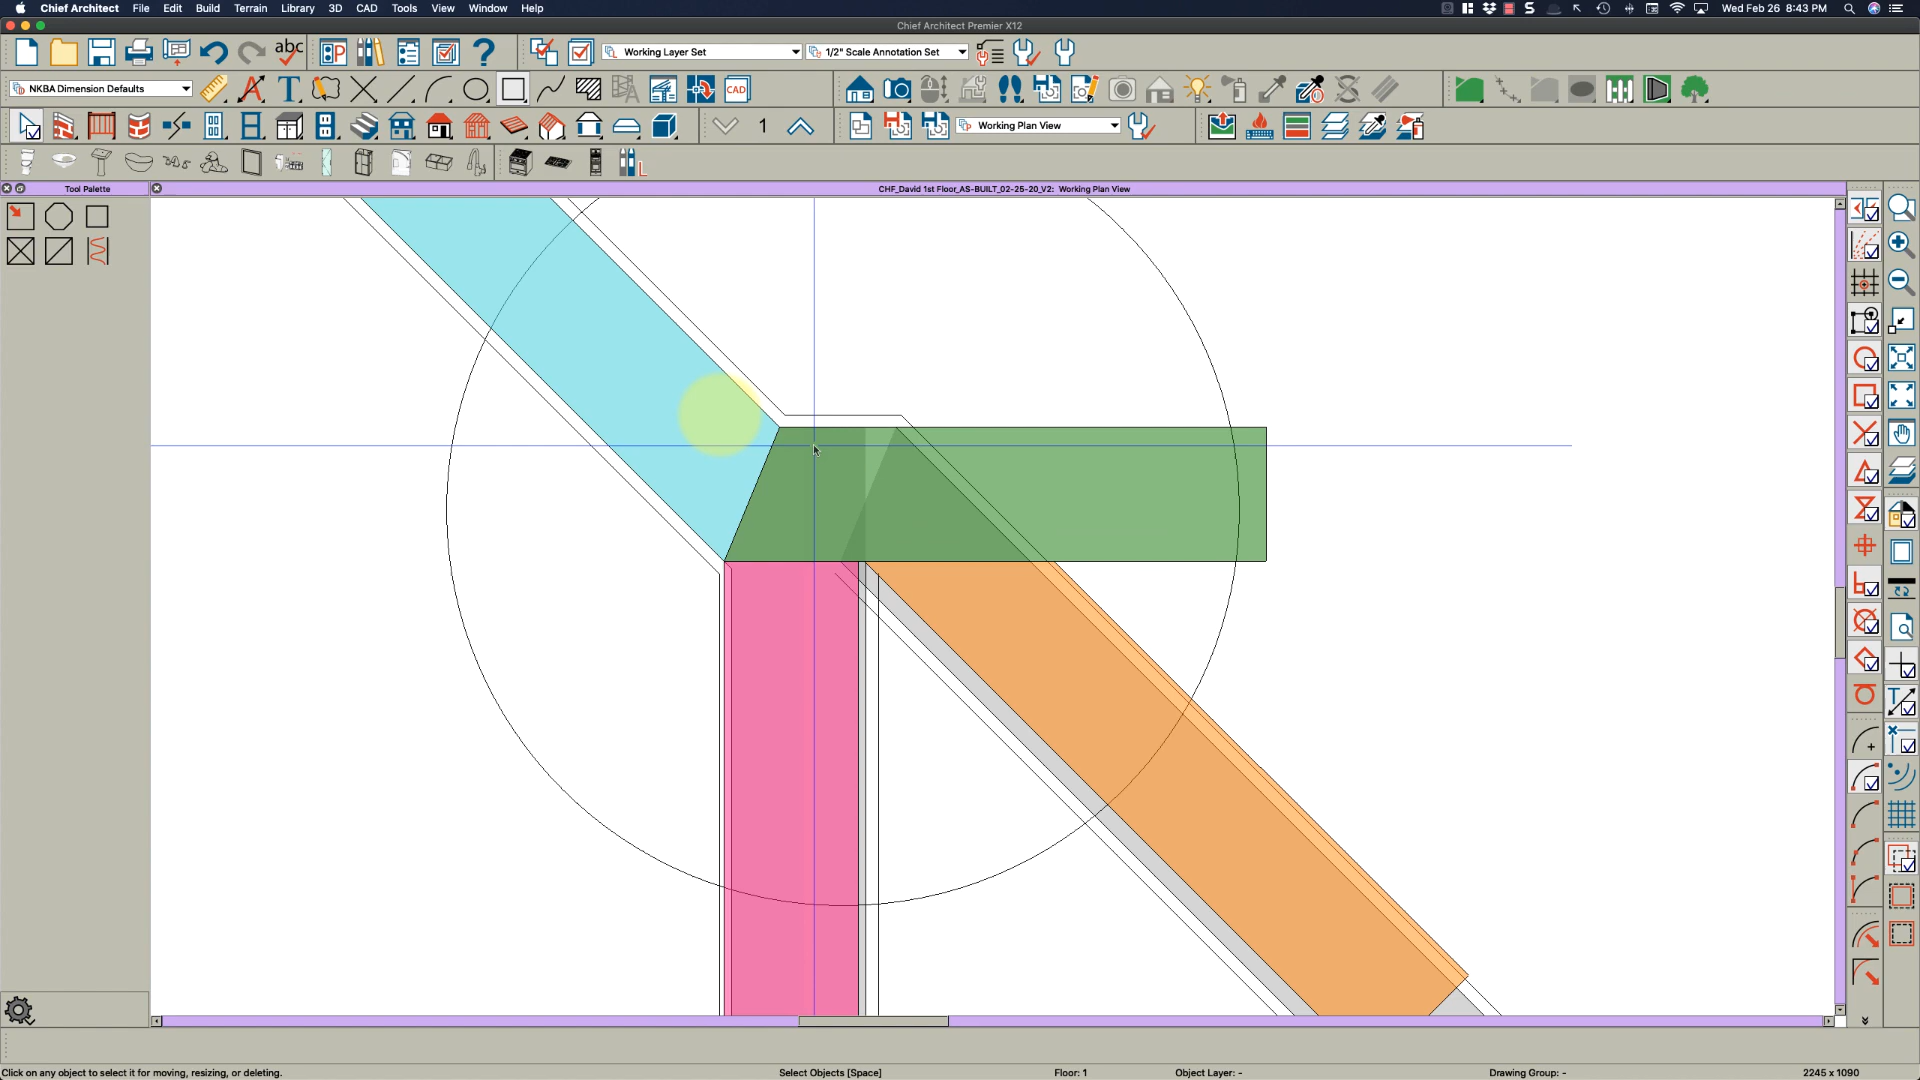 Chief Architect File Edit Build Terrain Library 3D CAD Tools View Window Help
Wed Feb 26 8:43 PM
Chief Architect Premier X12
abc
Working Layer Set
1/2" Scale Annotation Set
NKBA Dimension Defaults
CAD
1
Working Plan View
Tool Palette
CHF_David 1st Floor_AS-BUILT_02-25-20_V2: Working Plan View
Click on any object to select it for moving, resizing, or deleting.
Select Objects [Space]
Floor: 1
Object Layer: -
Drawing Group: -
2245 x 1090